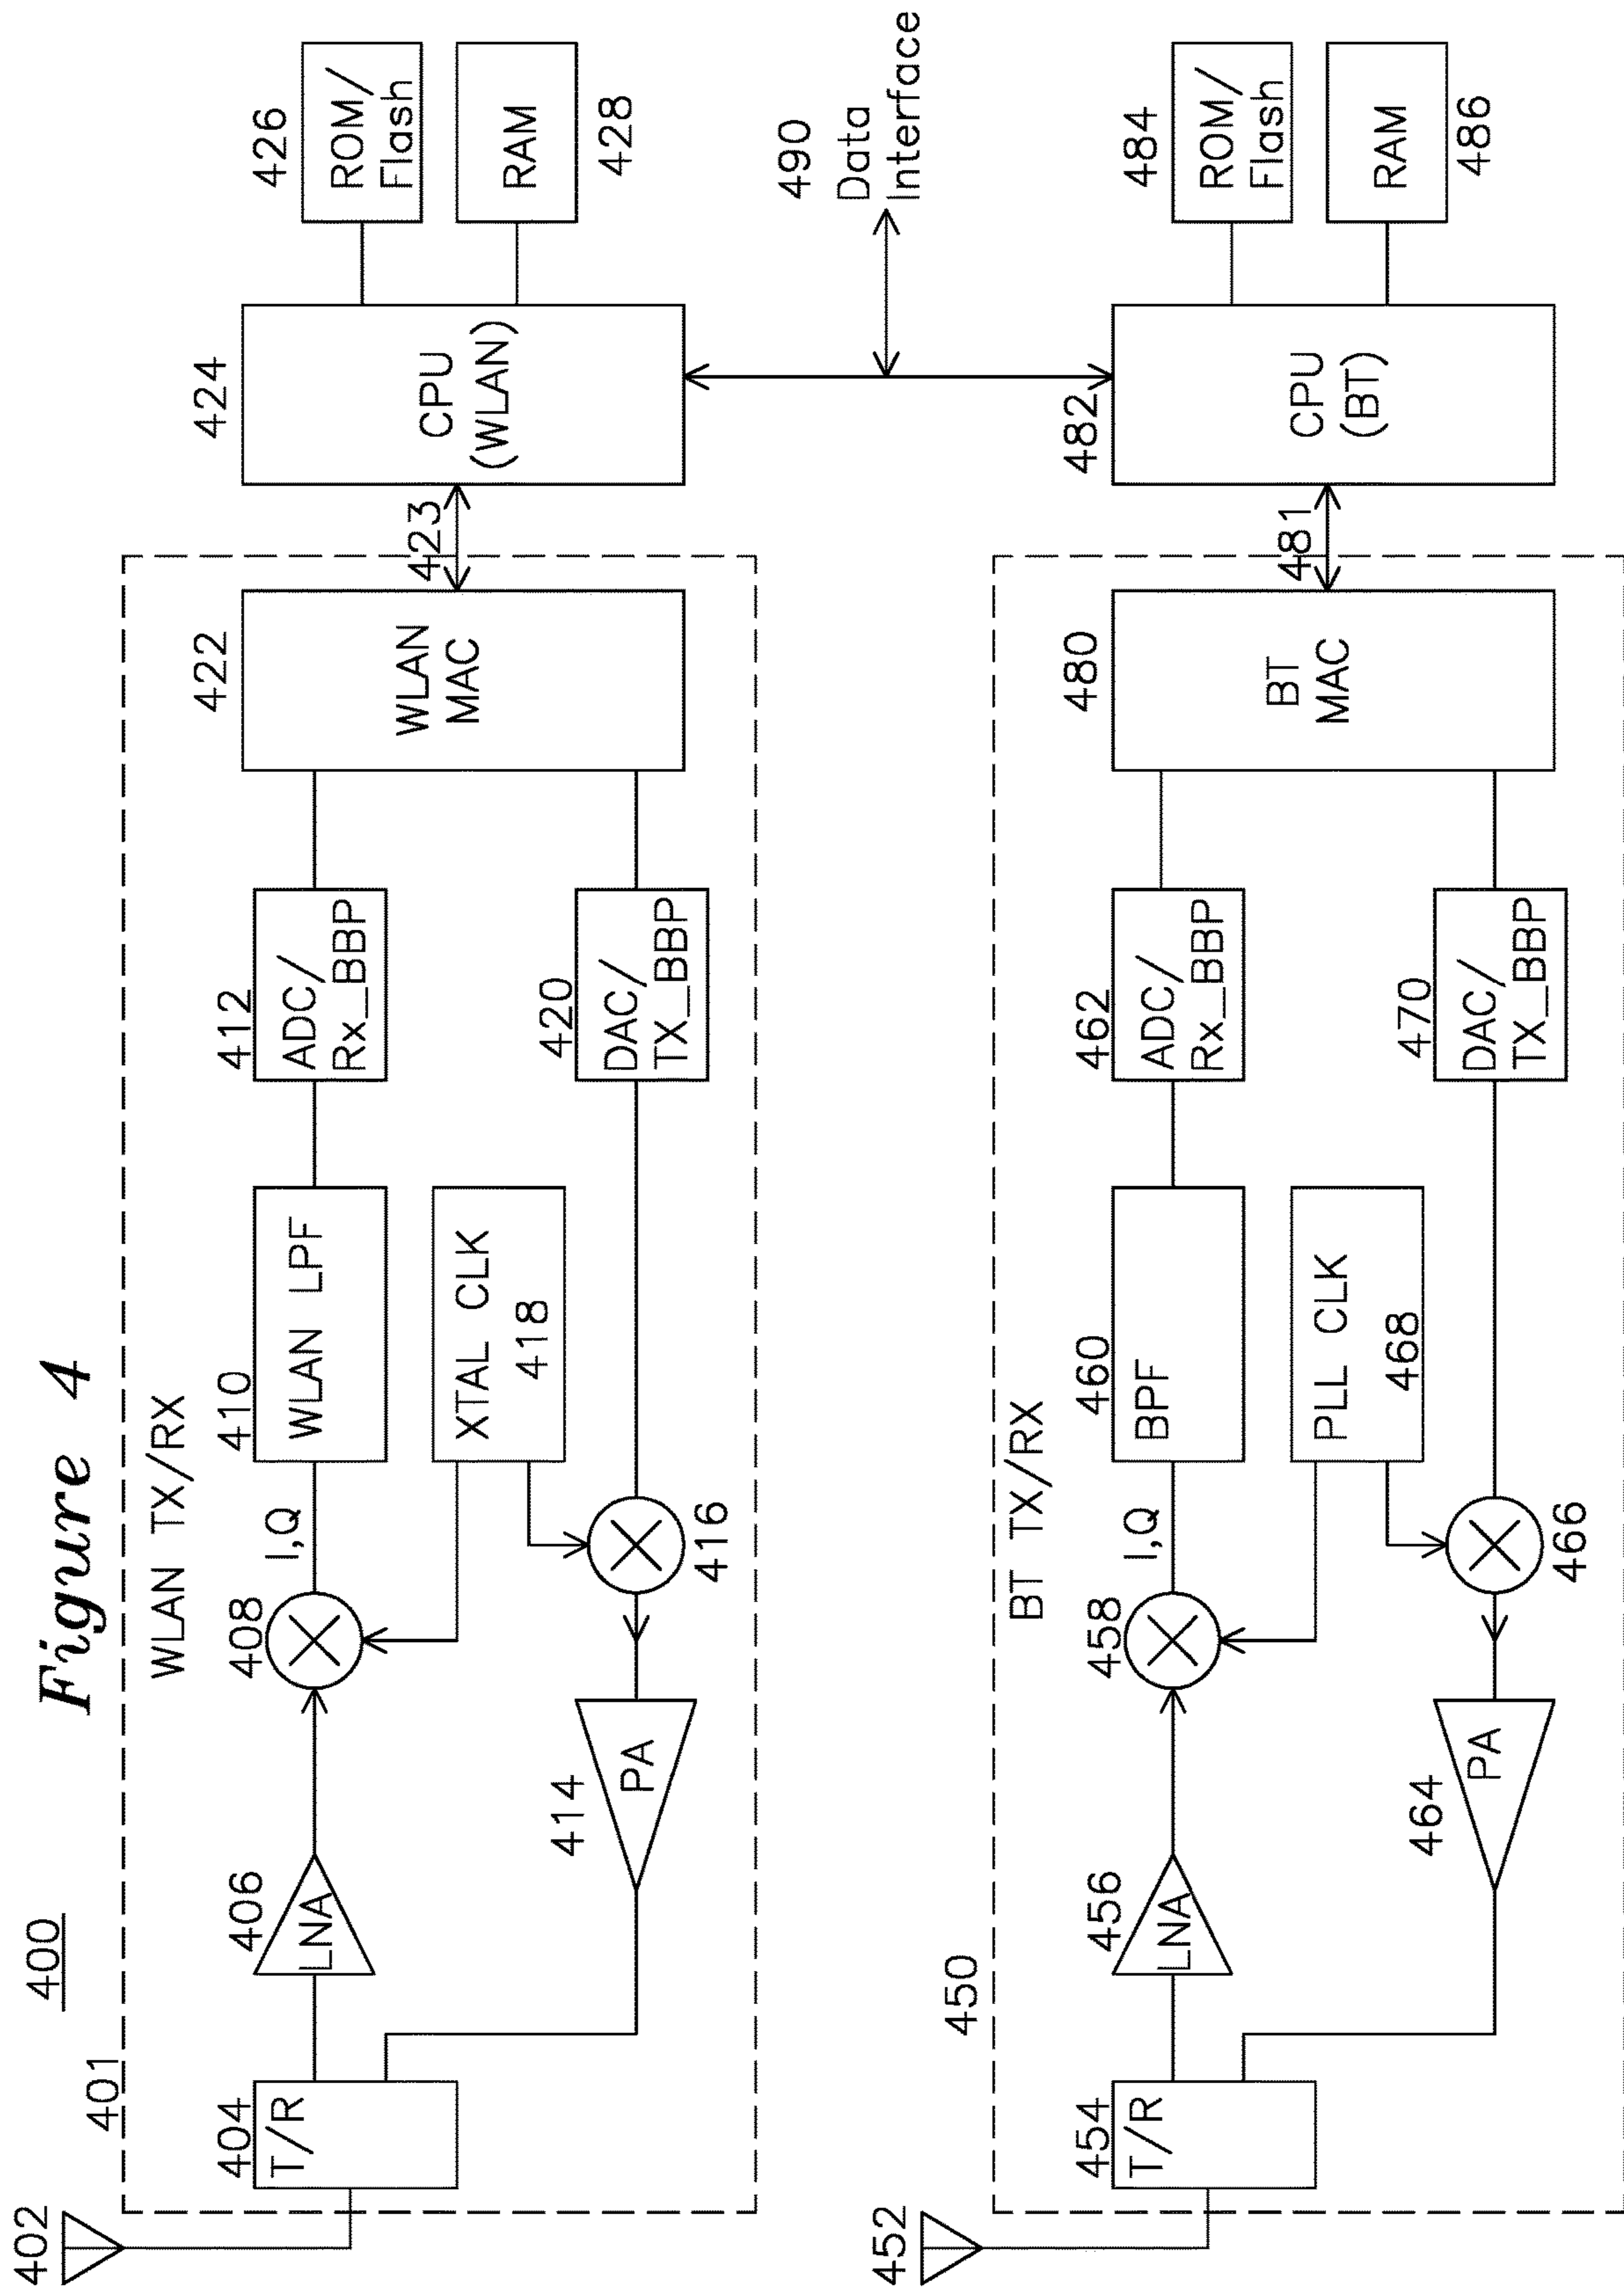 Figure 4
400
401
WLAN TX/RX
402
404
T/R
406
LNA
408
I,Q
410
WLAN LPF
412
ADC/
Rx_BBP
422
WLAN
MAC
423
424
CPU
(WLAN)
426
ROM/
Flash
RAM
428
XTAL CLK
418
414
PA
416
420
DAC/
TX_BBP
490
Data
Interface
450
BT TX/RX
452
454
T/R
456
LNA
458
I,Q
460
BPF
462
ADC/
Rx_BBP
480
BT
MAC
481
482
CPU
(BT)
484
ROM/
Flash
RAM
486
PLL CLK
468
464
PA
466
470
DAC/
TX_BBP